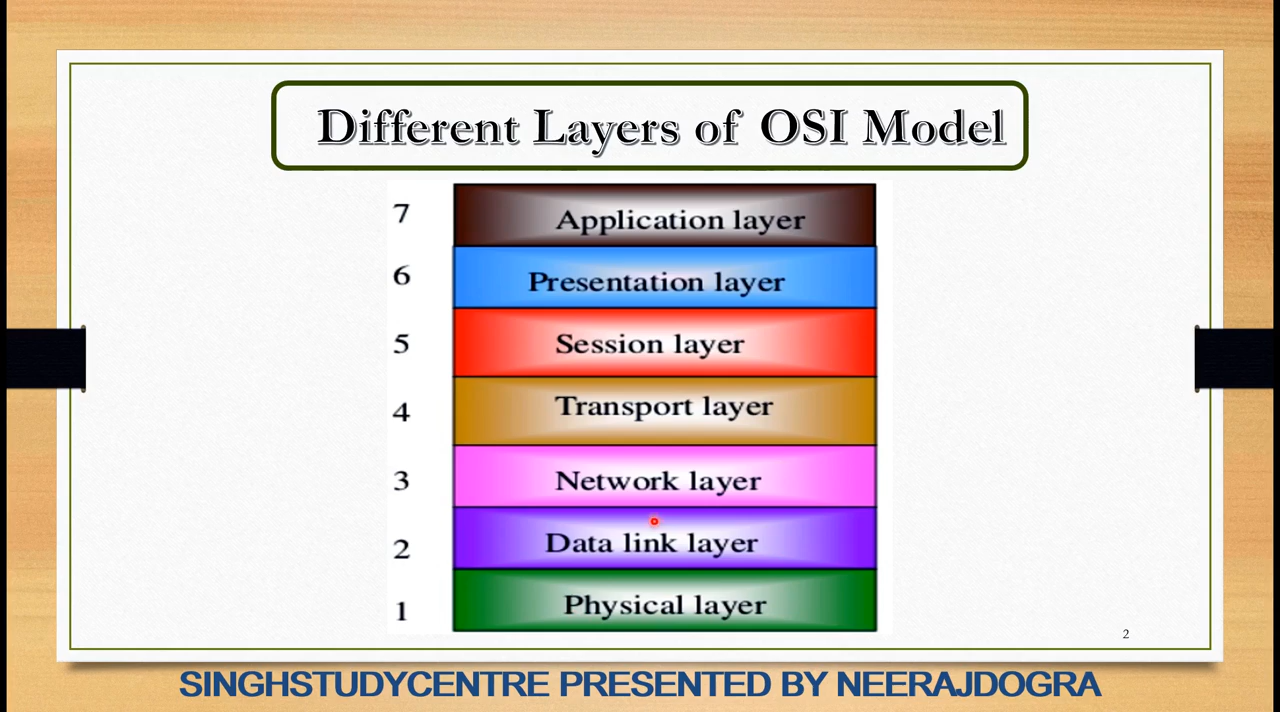 Different Layers of OSI Model
7 Application layer
6 Presentation layer
5 Session layer
4 Transport layer
3 Network layer
2 Data link layer
1 Physical layer
2
SINGHSTUDYCENTRE PRESENTED BY NEERAJDOGRA